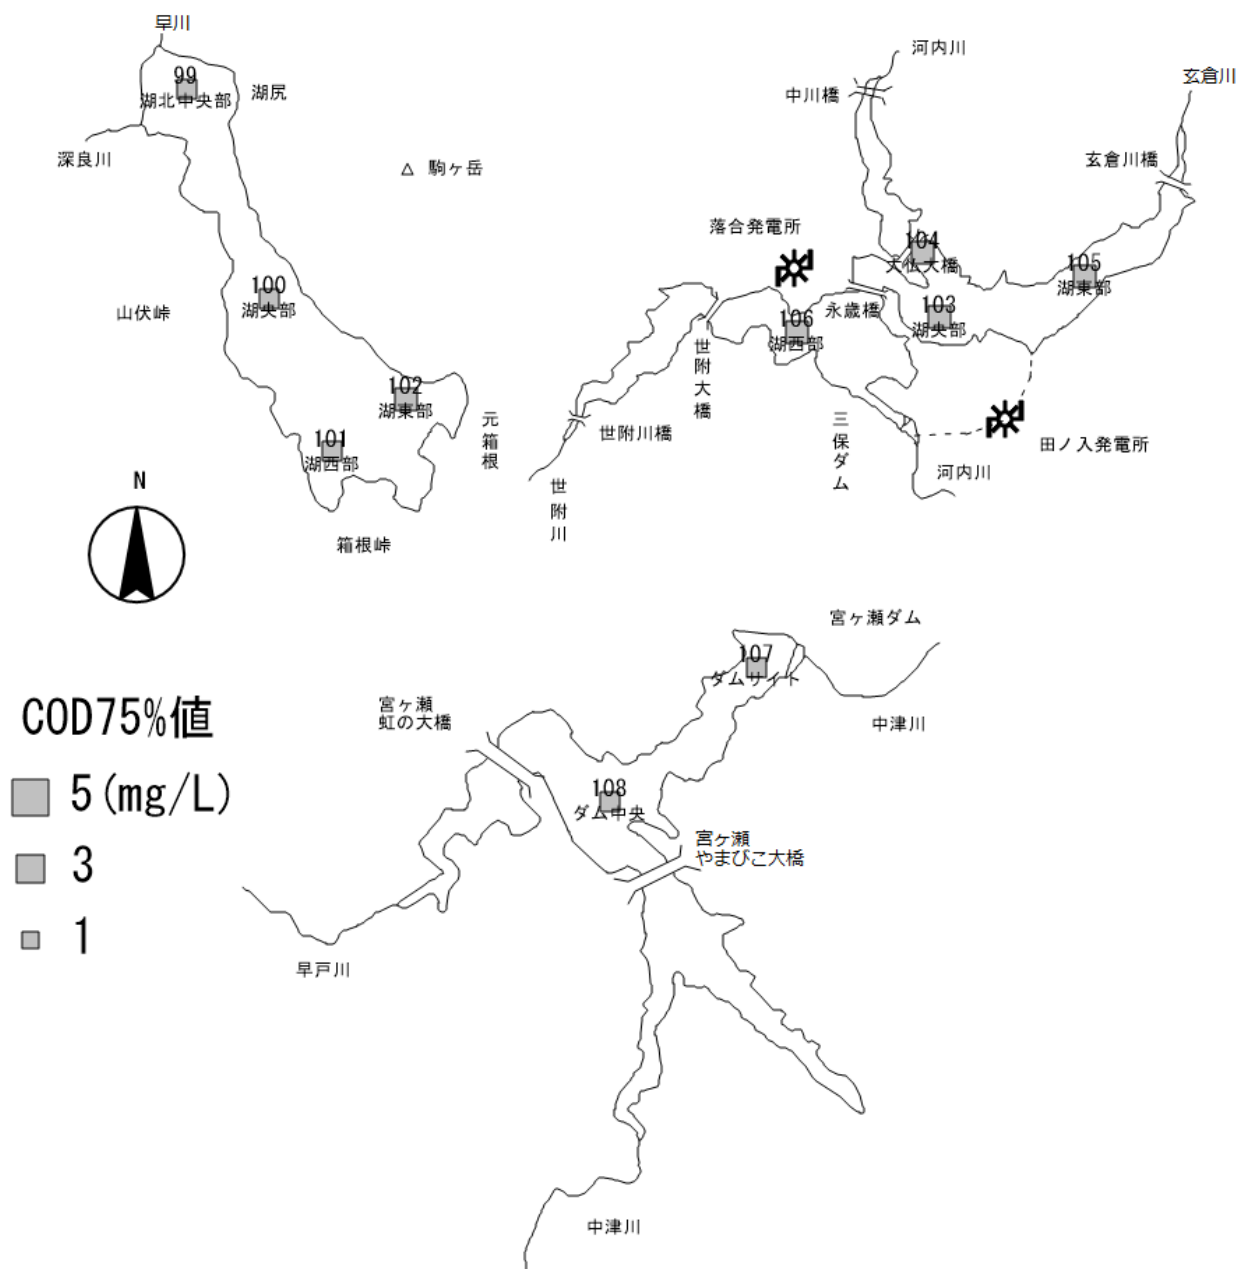 早川
99
湖北中央部
湖尻
深良川
駒ヶ岳
100
湖央部
山伏峠
102
湖東部
101
湖西部
元箱根
箱根峠
N
河内川
中川橋
玄倉川
玄倉川橋
落合発電所
104
大仏大橋
105
湖東部
103
湖央部
永歳橋
106
湖西部
世附大橋
世附川橋
世附川
三保ダム
河内川
田ノ入発電所
宮ヶ瀬ダム
107
ダムサイト
中津川
宮ヶ瀬
虹の大橋
108
ダム中央
宮ヶ瀬
やまびこ大橋
早戸川
中津川
COD75%値
5(mg/L)
3
1